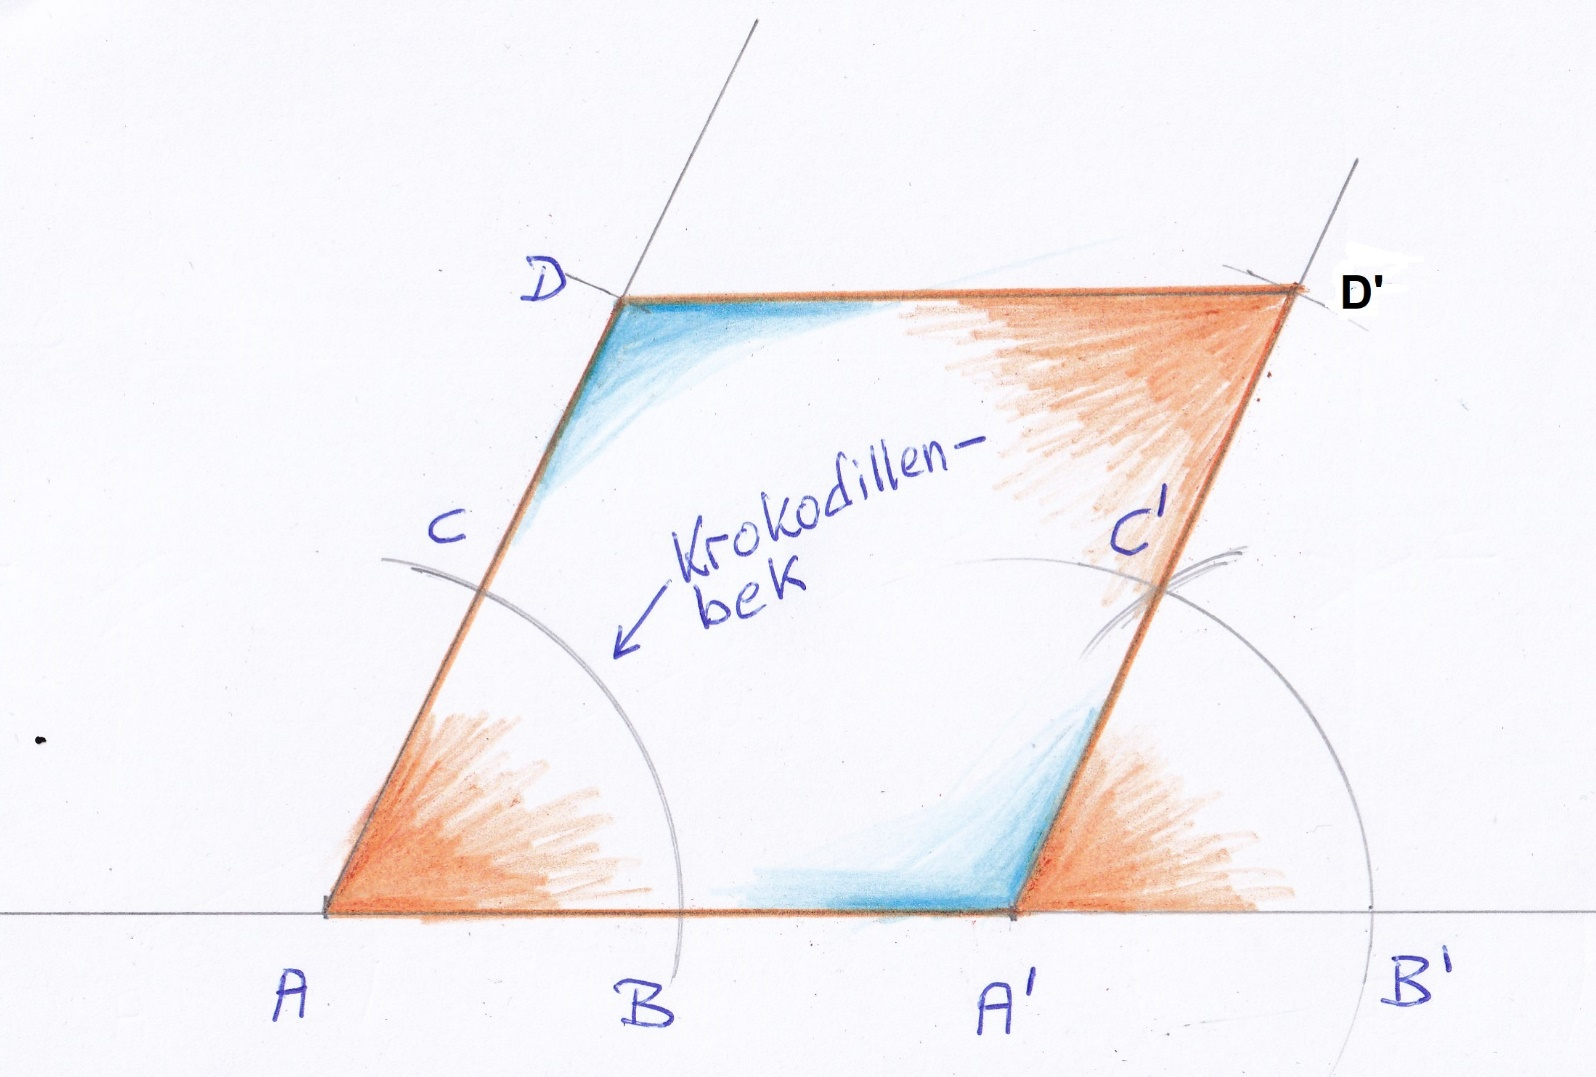 D
D'
C
Krokodillen-
bek
C'
A
B
A'
B'